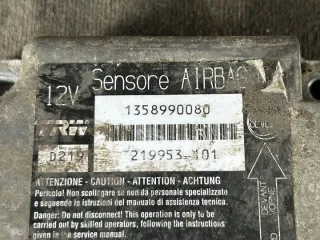 12V Sensore AIRBAG
1358990080
TRW
0219 219953-101
ATTENZIONE - CAUTION - ATTENTION - ACHTUNG
Pericolo! Non scollegare se non da personale specializzato
e seguendo le istruzioni del manuale di assistenza tecnica.
Danger: Do not disconnect! This operation is only to be
carried out by skilled operators, following instructions
given in the service manual.
DEVANT